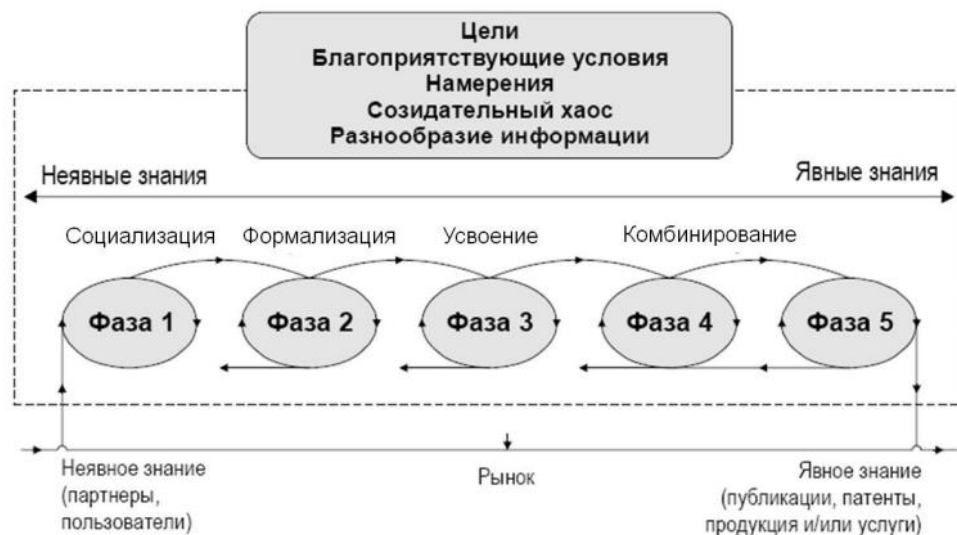 Цели
Благоприятствующие условия
Намерения
Созидательный хаос
Разнообразие информации
Неявные знания
Явные знания
Социализация
Формализация
Усвоение
Комбинирование
Фаза 1
Фаза 2
Фаза 3
Фаза 4
Фаза 5
Неявное знание
(партнеры,
пользователи)
Рынок
Явное знание
(публикации, патенты,
продукция и/или услуги)